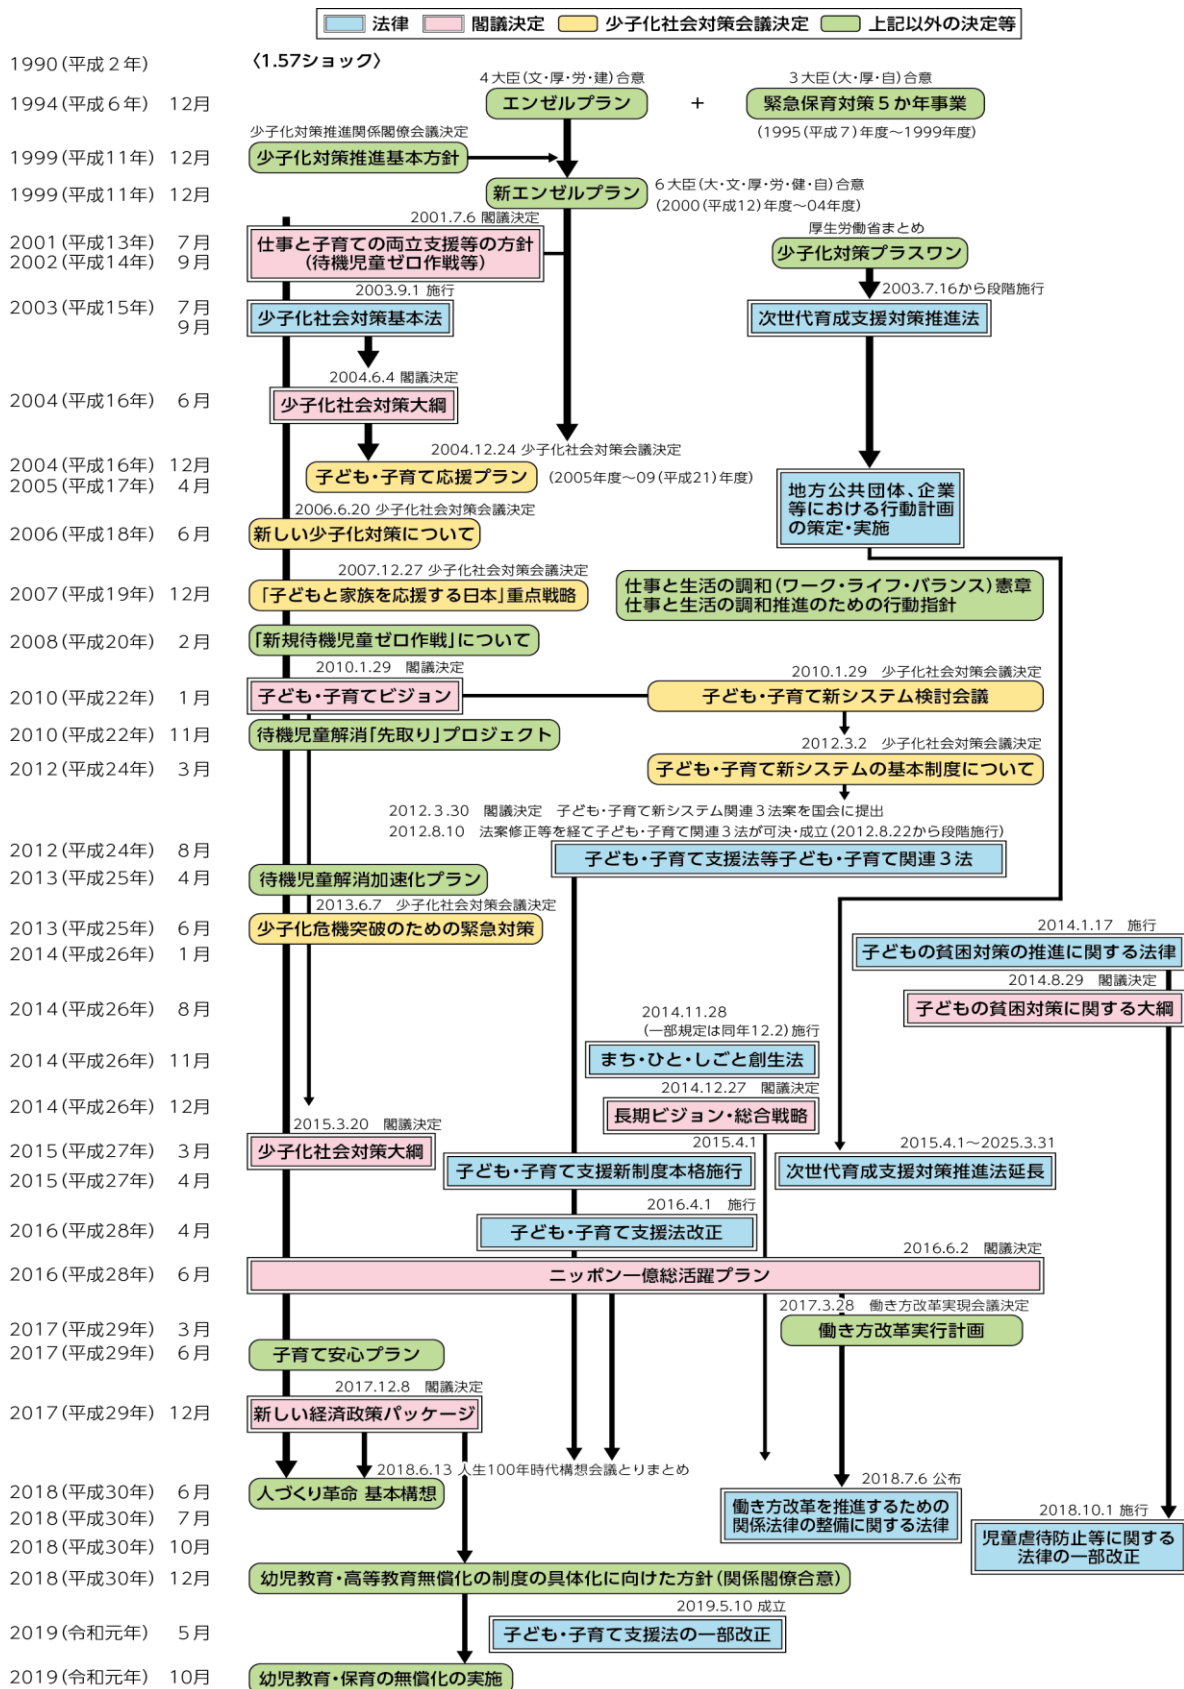 法律 閣議決定 少子化社会対策会議決定 上記以外の決定等
1990(平成2年)
〈1.57ショック〉
4大臣(文・厚・労・建)合意
3大臣(大・厚・自)合意
1994(平成6年) 12月
エンゼルプラン
+
緊急保育対策5か年事業
(1995(平成7)年度~1999年度)
少子化対策推進関係閣僚会議決定
1999(平成11年) 12月
少子化対策推進基本方針
1999(平成11年) 12月
新エンゼルプラン
6大臣(大・文・厚・労・健・自)合意
(2000(平成12)年度~04年度)
2001.7.6 閣議決定
2001(平成13年) 7月
2002(平成14年) 9月
仕事と子育ての両立支援等の方針
(待機児童ゼロ作戦等)
厚生労働省まとめ
少子化対策プラスワン
2003.9.1 施行
2003.7.16から段階施行
2003(平成15年) 7月
9月
少子化社会対策基本法
次世代育成支援対策推進法
2004.6.4 閣議決定
2004(平成16年) 6月
少子化社会対策大綱
2004.12.24 少子化社会対策会議決定
2004(平成16年) 12月
2005(平成17年) 4月
子ども・子育て応援プラン
(2005年度~09(平成21)年度)
地方公共団体、企業
等における行動計画
の策定・実施
2006.6.20 少子化社会対策会議決定
2006(平成18年) 6月
新しい少子化対策について
2007.12.27 少子化社会対策会議決定
2007(平成19年) 12月
「子どもと家族を応援する日本」重点戦略
仕事と生活の調和(ワーク・ライフ・バランス)憲章
仕事と生活の調和推進のための行動指針
2008(平成20年) 2月
「新規待機児童ゼロ作戦」について
2010.1.29 閣議決定
2010.1.29 少子化社会対策会議決定
2010(平成22年) 1月
子ども・子育てビジョン
子ども・子育て新システム検討会議
2010(平成22年) 11月
待機児童解消「先取り」プロジェクト
2012.3.2 少子化社会対策会議決定
2012(平成24年) 3月
子ども・子育て新システムの基本制度について
2012.3.30 閣議決定 子ども・子育て新システム関連3法案を国会に提出
2012.8.10 法案修正等を経て子ども・子育て関連3法が可決・成立(2012.8.22から段階施行)
2012(平成24年) 8月
子ども・子育て支援法等子ども・子育て関連3法
2013(平成25年) 4月
待機児童解消加速化プラン
2013.6.7 少子化社会対策会議決定
2013(平成25年) 6月
少子化危機突破のための緊急対策
2014.1.17 施行
2014(平成26年) 1月
子どもの貧困対策の推進に関する法律
2014.8.29 閣議決定
2014(平成26年) 8月
子どもの貧困対策に関する大綱
2014.11.28
(一部規定は同年12.2)施行
2014(平成26年) 11月
まち・ひと・しごと創生法
2014.12.27 閣議決定
2014(平成26年) 12月
長期ビジョン・総合戦略
2015.3.20 閣議決定
2015(平成27年) 3月
少子化社会対策大綱
2015.4.1
2015.4.1~2025.3.31
2015(平成27年) 4月
子ども・子育て支援新制度本格施行
次世代育成支援対策推進法延長
2016.4.1 施行
2016(平成28年) 4月
子ども・子育て支援法改正
2016.6.2 閣議決定
2016(平成28年) 6月
ニッポン一億総活躍プラン
2017.3.28 働き方改革実現会議決定
2017(平成29年) 3月
働き方改革実行計画
2017(平成29年) 6月
子育て安心プラン
2017.12.8 閣議決定
2017(平成29年) 12月
新しい経済政策パッケージ
2018.6.13 人生100年時代構想会議とりまとめ
2018(平成30年) 6月
人づくり革命 基本構想
2018.7.6 公布
2018(平成30年) 7月
働き方改革を推進するための
関係法律の整備に関する法律
2018.10.1 施行
2018(平成30年) 10月
児童虐待防止等に関する
法律の一部改正
2018(平成30年) 12月
幼児教育・高等教育無償化の制度の具体化に向けた方針(関係閣僚合意)
2019.5.10 成立
2019(令和元年) 5月
子ども・子育て支援法の一部改正
2019(令和元年) 10月
幼児教育・保育の無償化の実施